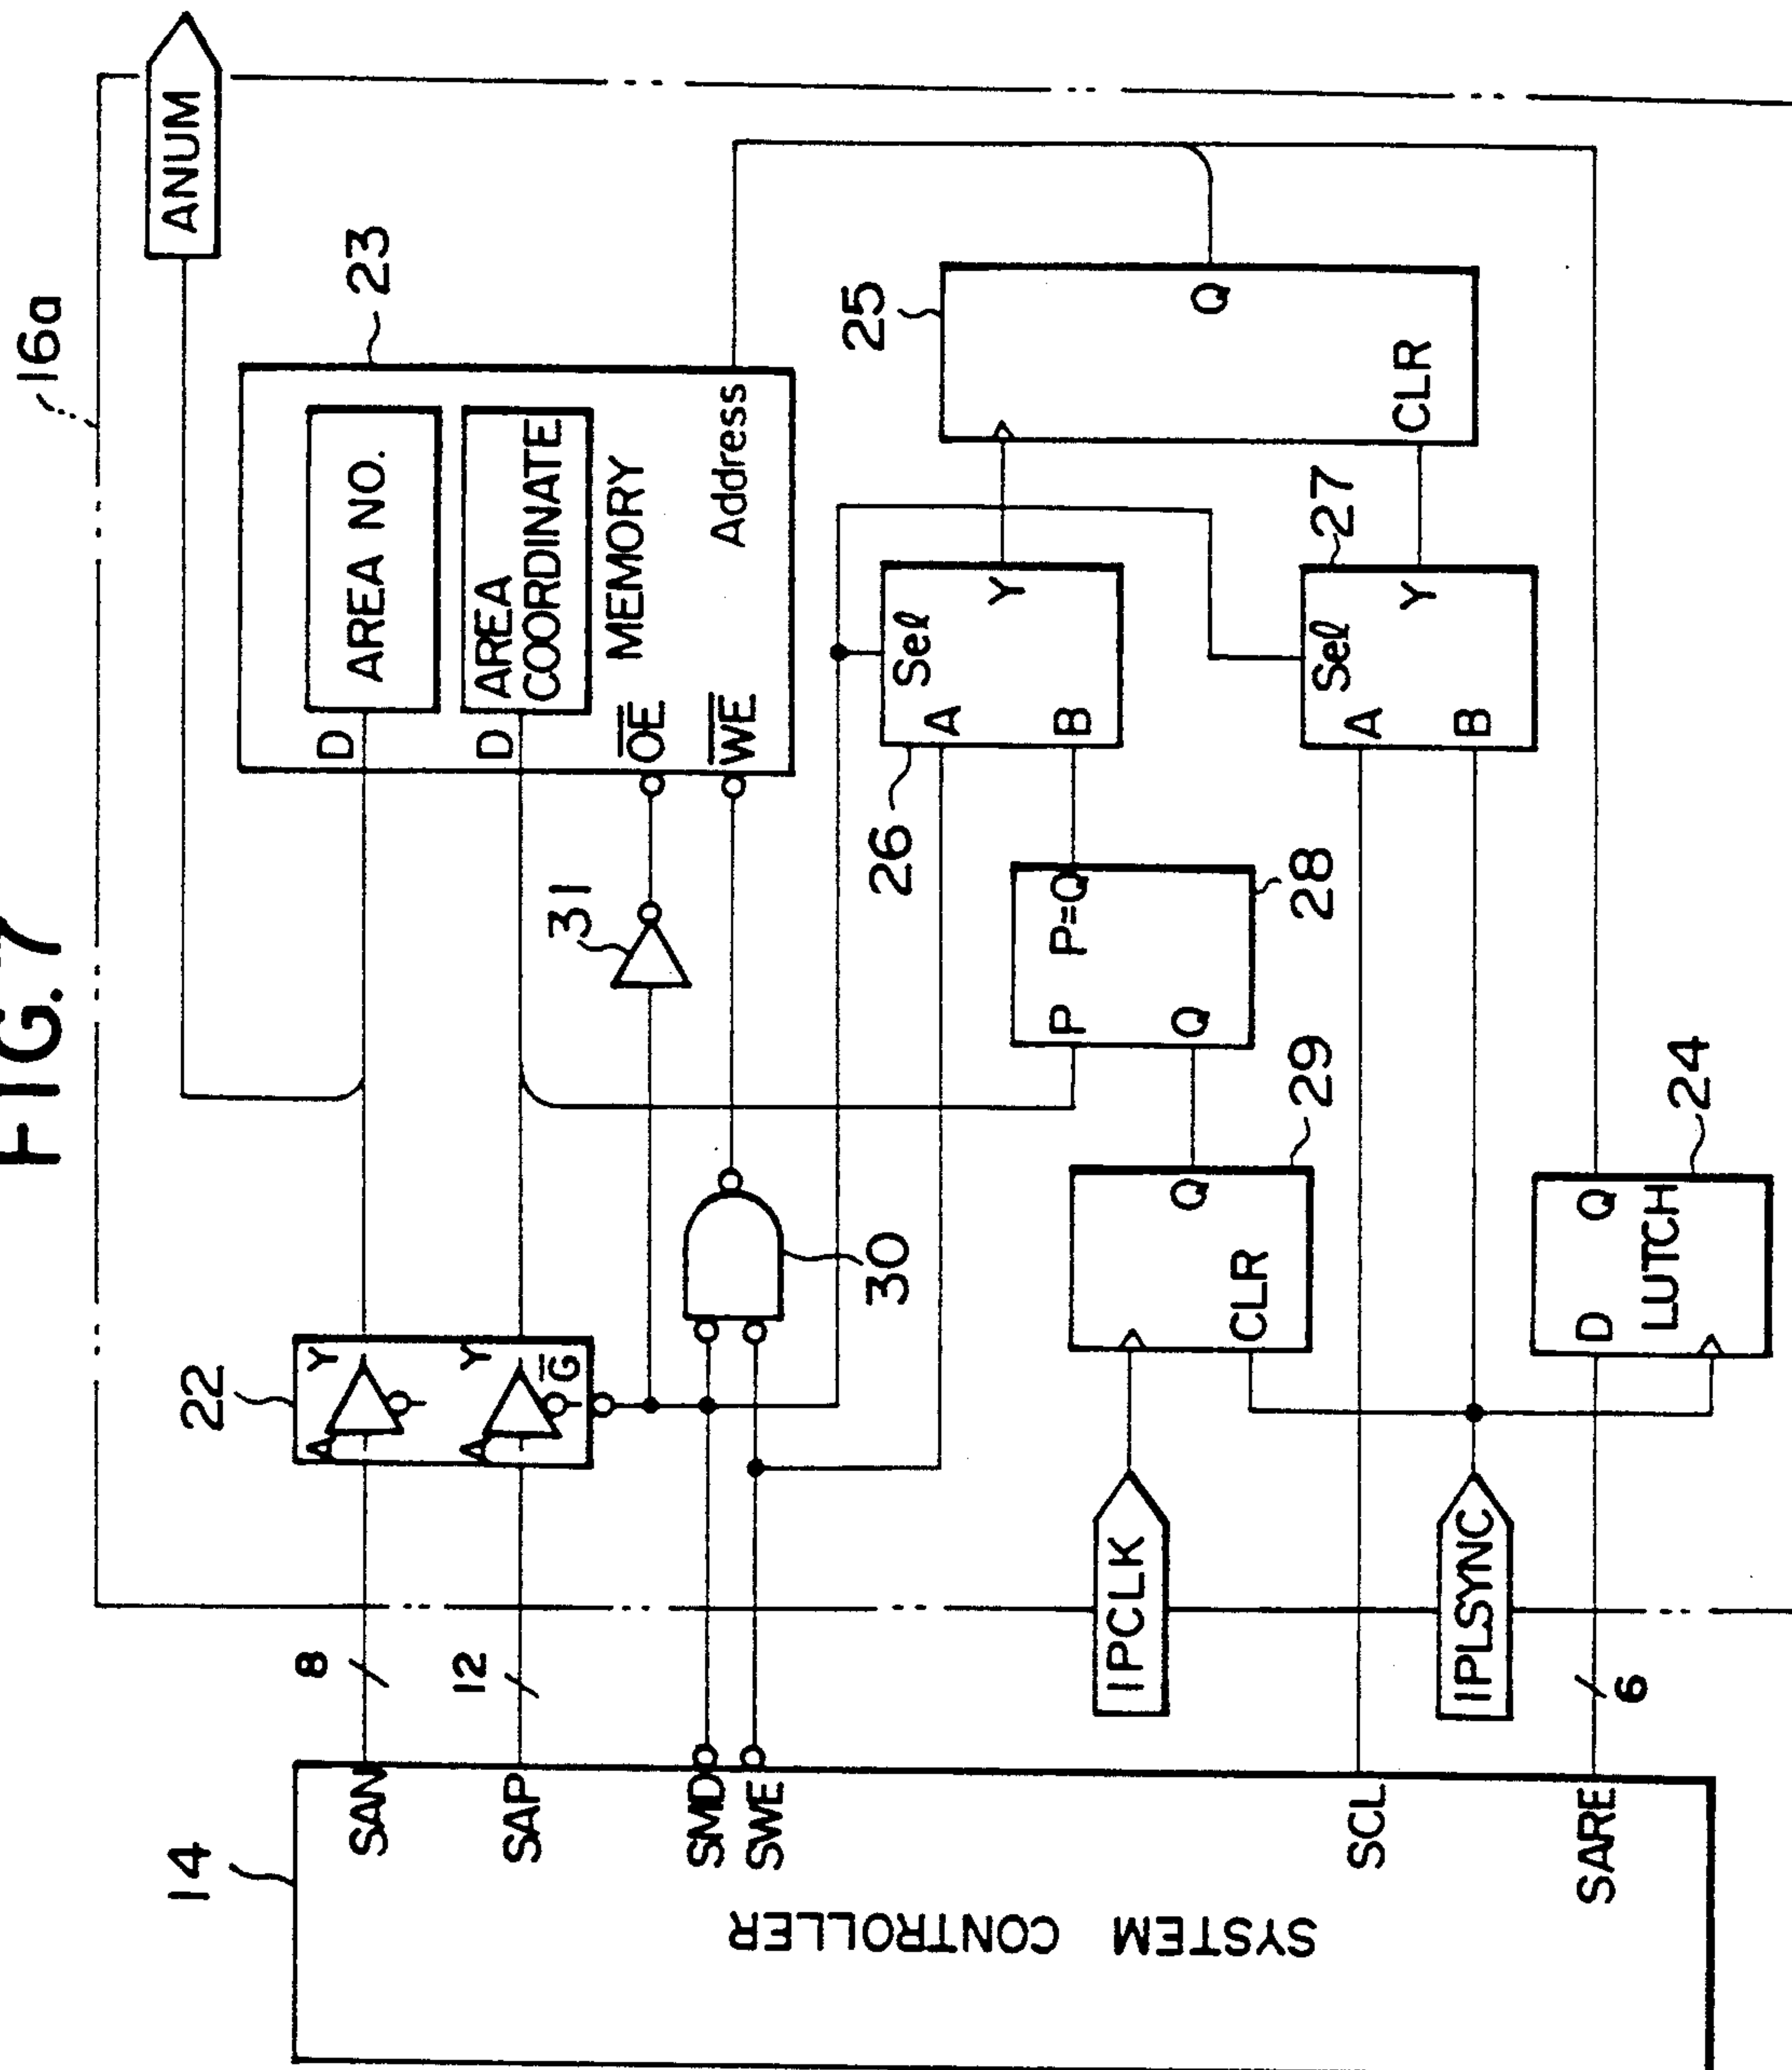 FIG. 7
16a
14
SYSTEM CONTROLLER
SAN
SAP
SMD
SWE
SCL
SARE
8
12
6
22
A
Y
A
Y
G̅
ANUM
23
D
AREA NO.
D
AREA
COORDINATE
MEMORY
O̅E̅
W̅E̅
Address
31
30
26
Sel
A
B
Y
25
Q
CLR
27
Sel
A
B
Y
28
P
P=Q
Q
29
Q
CLR
24
D
Q
LUTCH
IPCLK
IPLSYNC